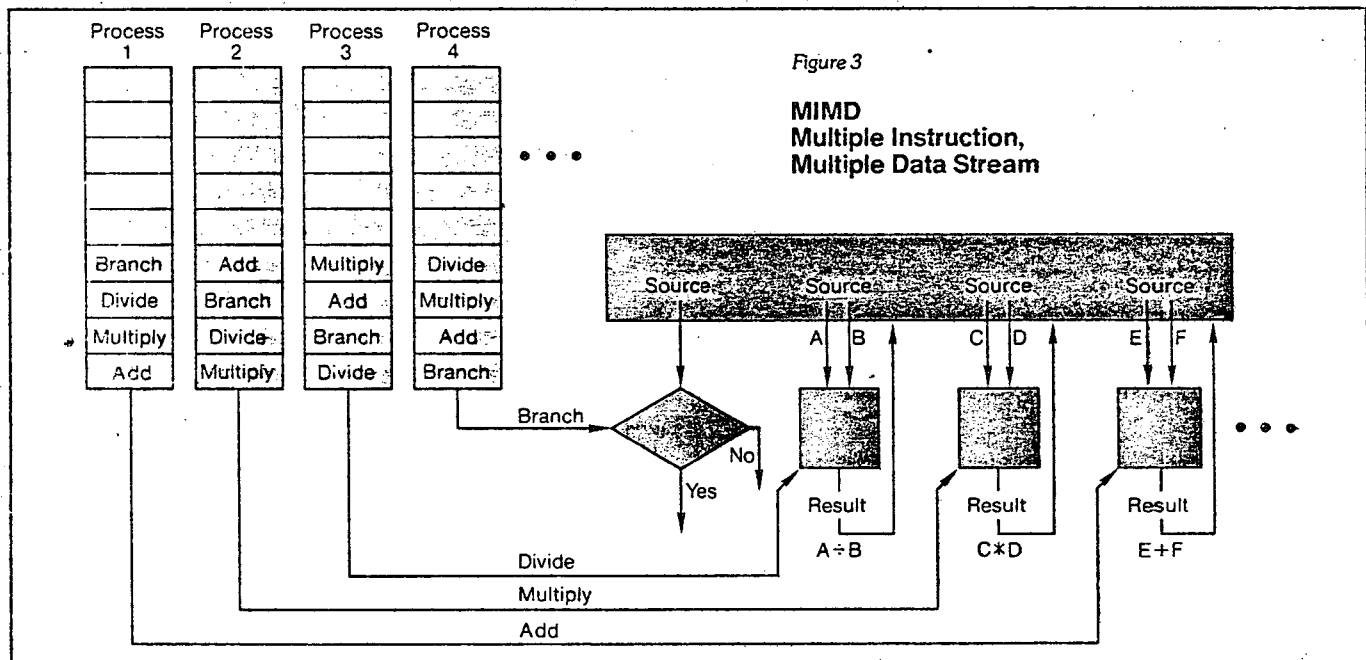 Process 1
Process 2
Process 3
Process 4
Figure 3
MIMD
Multiple Instruction,
Multiple Data Stream
Branch Add Multiply Divide
Divide Branch Add Multiply
Multiply Divide Branch Add
Add Multiply Divide Branch
Source Source Source Source
A B C D E F
Branch
No
Yes
Result Result Result
A÷B C*D E+F
Divide
Multiply
Add